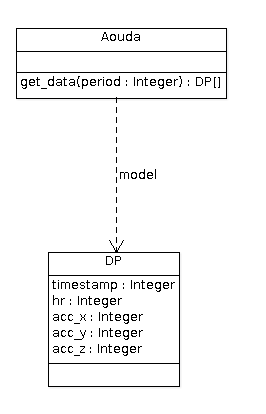 Aouda
get_data(period : Integer) : DP[]
model
DP
timestamp : Integer
hr : Integer
acc_x : Integer
acc_y : Integer
acc_z : Integer